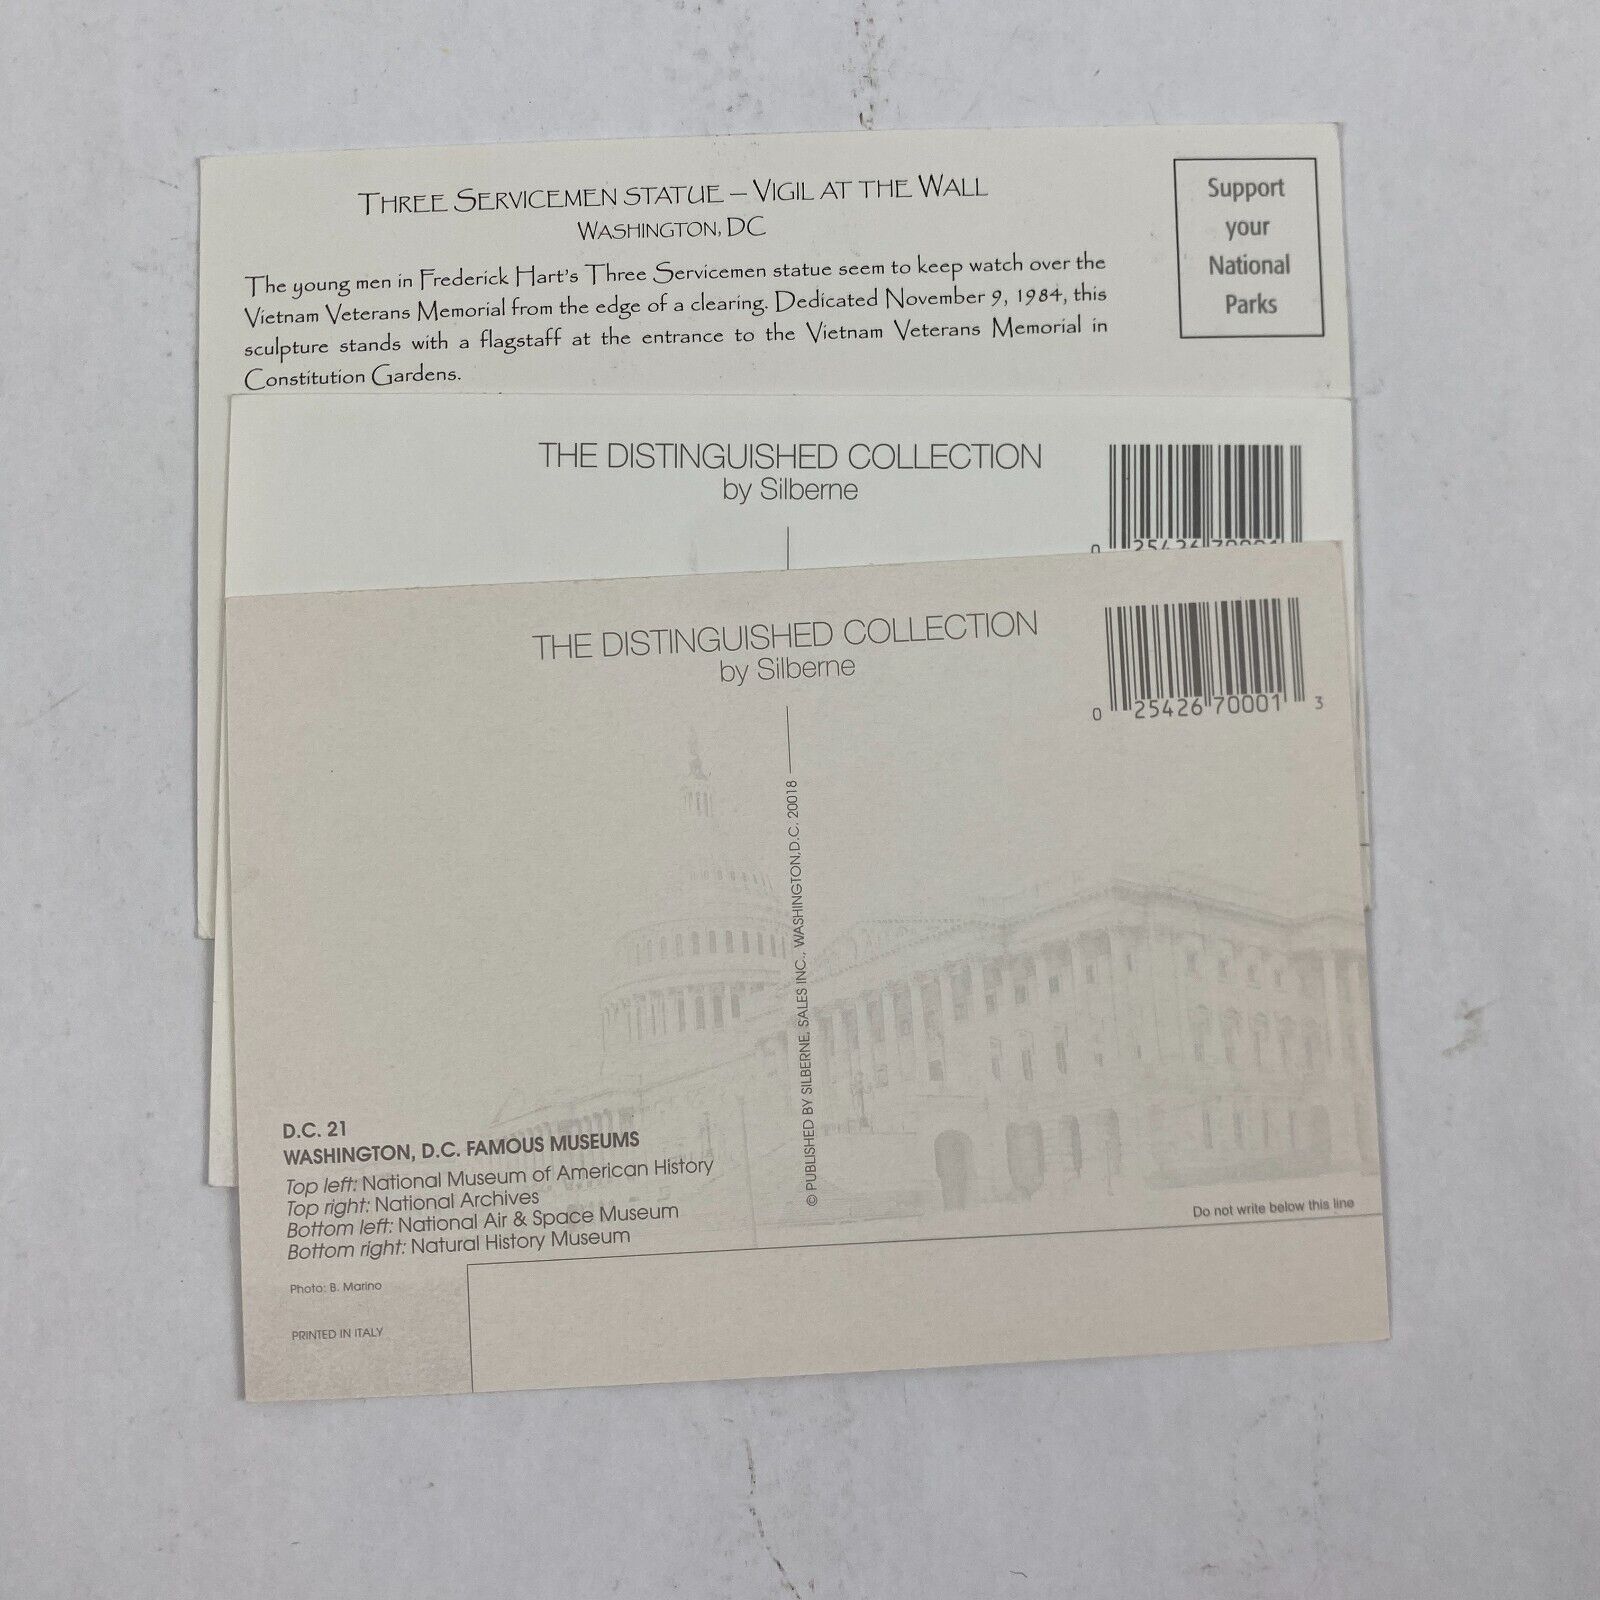 THREE SERVICEMEN STATUE – VIGIL AT THE WALL
WASHINGTON, DC
The young men in Frederick Hart's Three Servicemen statue seem to keep watch over the
Vietnam Veterans Memorial from the edge of a clearing. Dedicated November 9, 1984, this
sculpture stands with a flagstaff at the entrance to the Vietnam Veterans Memorial in
Constitution Gardens.
Support
your
National
Parks
THE DISTINGUISHED COLLECTION
by Silberne
0 25426 70001
THE DISTINGUISHED COLLECTION
by Silberne
0 25426 70001 3
© PUBLISHED BY SILBERNE, SALES INC., WASHINGTON,D.C. 20018
D.C. 21
WASHINGTON, D.C. FAMOUS MUSEUMS
Top left: National Museum of American History
Top right: National Archives
Bottom left: National Air & Space Museum
Bottom right: Natural History Museum
Photo: B. Marino
PRINTED IN ITALY
Do not write below this line